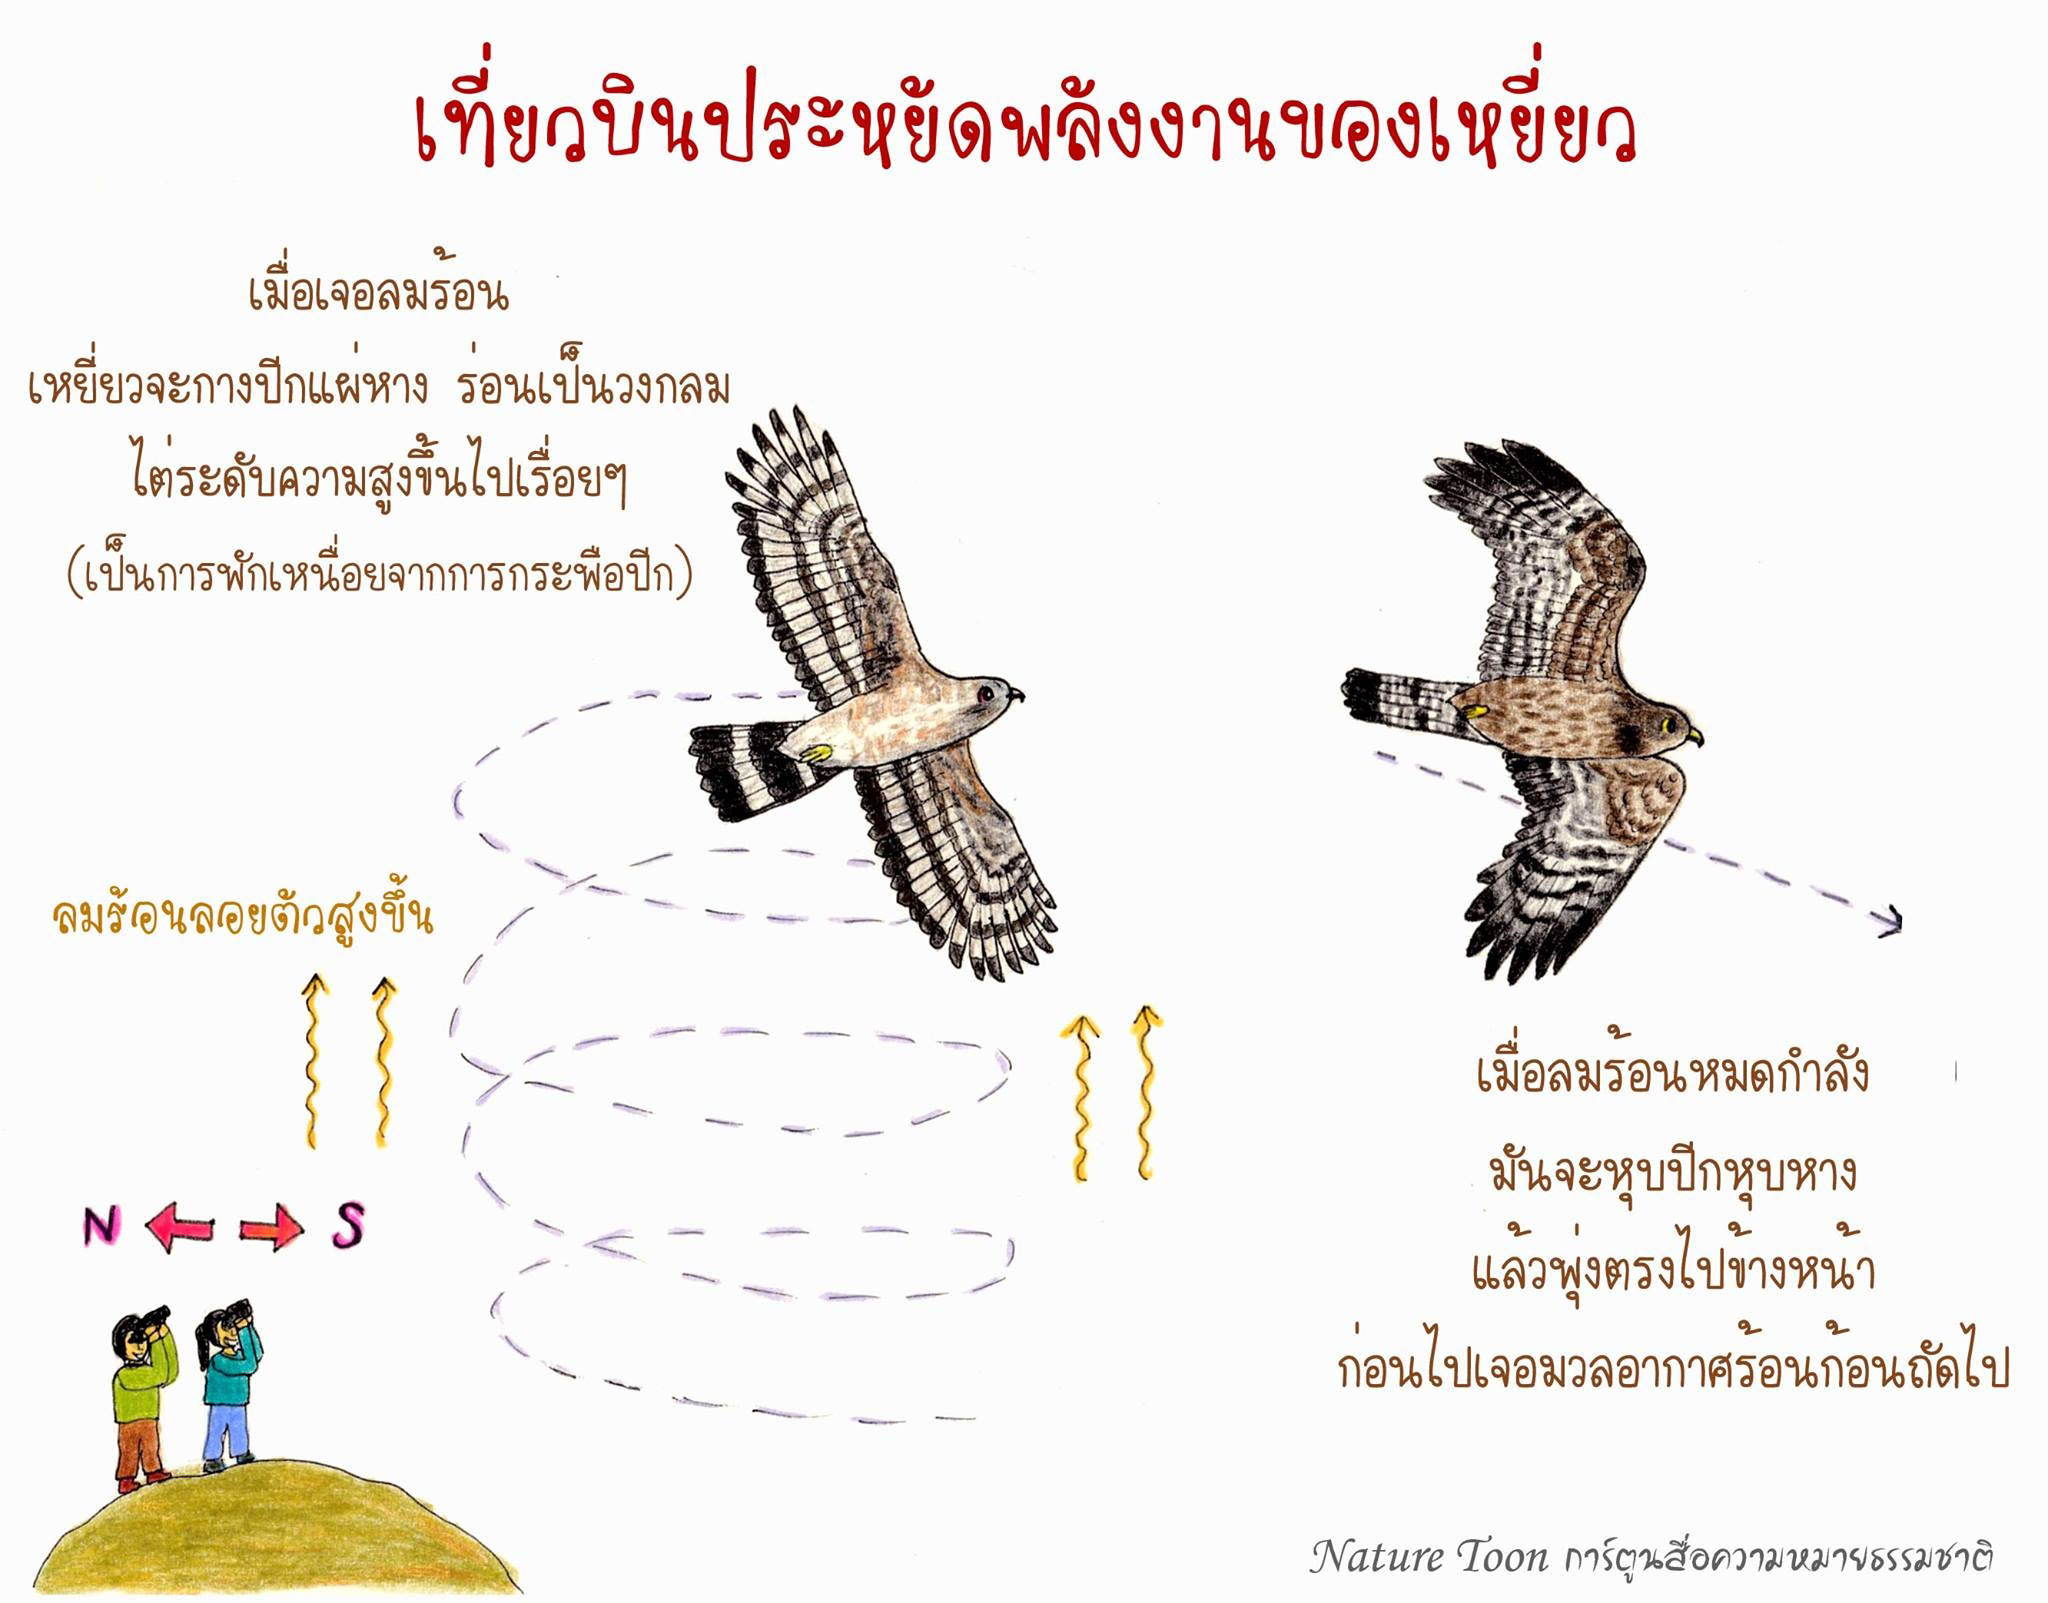 เที่ยวบินประหยัดพลังงานของเหยี่ยว
เมื่อเจอลมร้อน
เหยี่ยวจะกางปีกแผ่หาง ร่อนเป็นวงกลม
ไต่ระดับความสูงขึ้นไปเรื่อยๆ
(เป็นการพักเหนื่อยจากการกระพือปีก)
ลมร้อนลอยตัวสูงขึ้น
N S
เมื่อลมร้อนหมดกำลัง
มันจะหุบปีกหุบหาง
แล้วพุ่งตรงไปข้างหน้า
ก่อนไปเจอมวลอากาศร้อนก้อนถัดไป
Nature Toon การ์ตูนสื่อความหมายธรรมชาติ